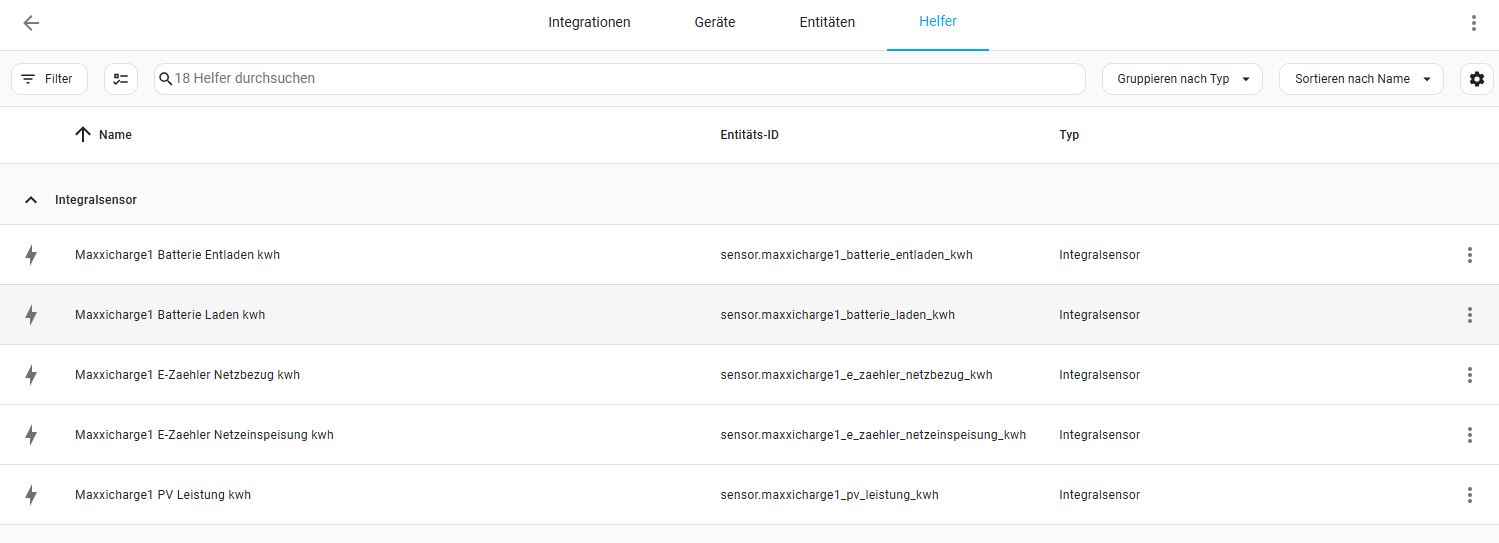 Integrationen Geräte Entitäten Helfer
Filter 18 Helfer durchsuchen Gruppieren nach Typ Sortieren nach Name
Name Entitäts-ID Typ
Integralsensor
Maxxicharge1 Batterie Entladen kwh sensor.maxxicharge1_batterie_entladen_kwh Integralsensor
Maxxicharge1 Batterie Laden kwh sensor.maxxicharge1_batterie_laden_kwh Integralsensor
Maxxicharge1 E-Zaehler Netzbezug kwh sensor.maxxicharge1_e_zaehler_netzbezug_kwh Integralsensor
Maxxicharge1 E-Zaehler Netzeinspeisung kwh sensor.maxxicharge1_e_zaehler_netzeinspeisung_kwh Integralsensor
Maxxicharge1 PV Leistung kwh sensor.maxxicharge1_pv_leistung_kwh Integralsensor